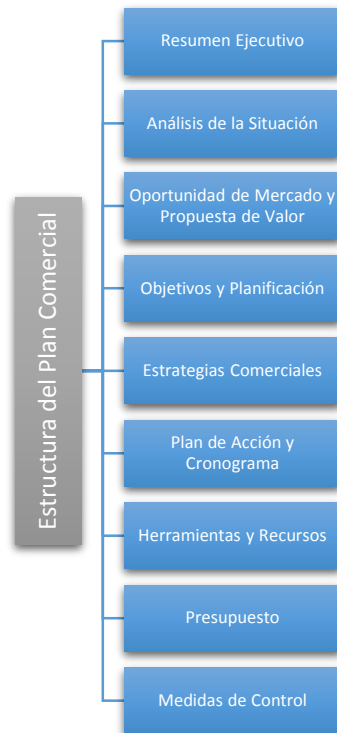 Estructura del Plan Comercial
Resumen Ejecutivo
Análisis de la Situación
Oportunidad de Mercado y
Propuesta de Valor
Objetivos y Planificación
Estrategias Comerciales
Plan de Acción y
Cronograma
Herramientas y Recursos
Presupuesto
Medidas de Control